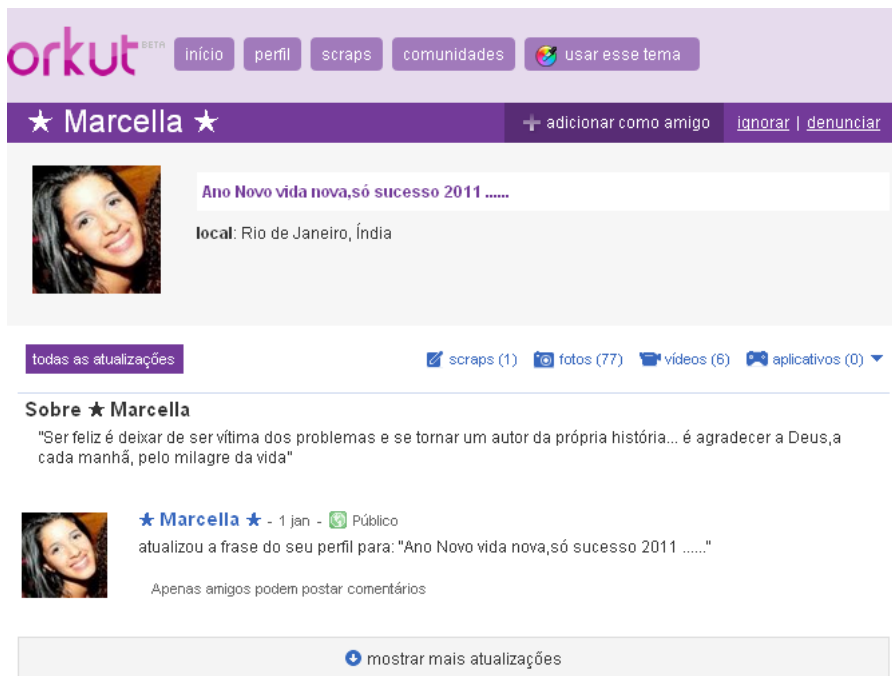 orkut BETA
início perfil scraps comunidades usar esse tema
★ Marcella ★ adicionar como amigo ignorar | denunciar
Ano Novo vida nova,só sucesso 2011 ......
local: Rio de Janeiro, Índia
todas as atualizações scraps (1) fotos (77) vídeos (6) aplicativos (0)
Sobre ★ Marcella
"Ser feliz é deixar de ser vítima dos problemas e se tornar um autor da própria história... é agradecer a Deus,a
cada manhã, pelo milagre da vida"
★ Marcella ★ - 1 jan - Público
atualizou a frase do seu perfil para: "Ano Novo vida nova,só sucesso 2011 ......"
Apenas amigos podem postar comentários
mostrar mais atualizações